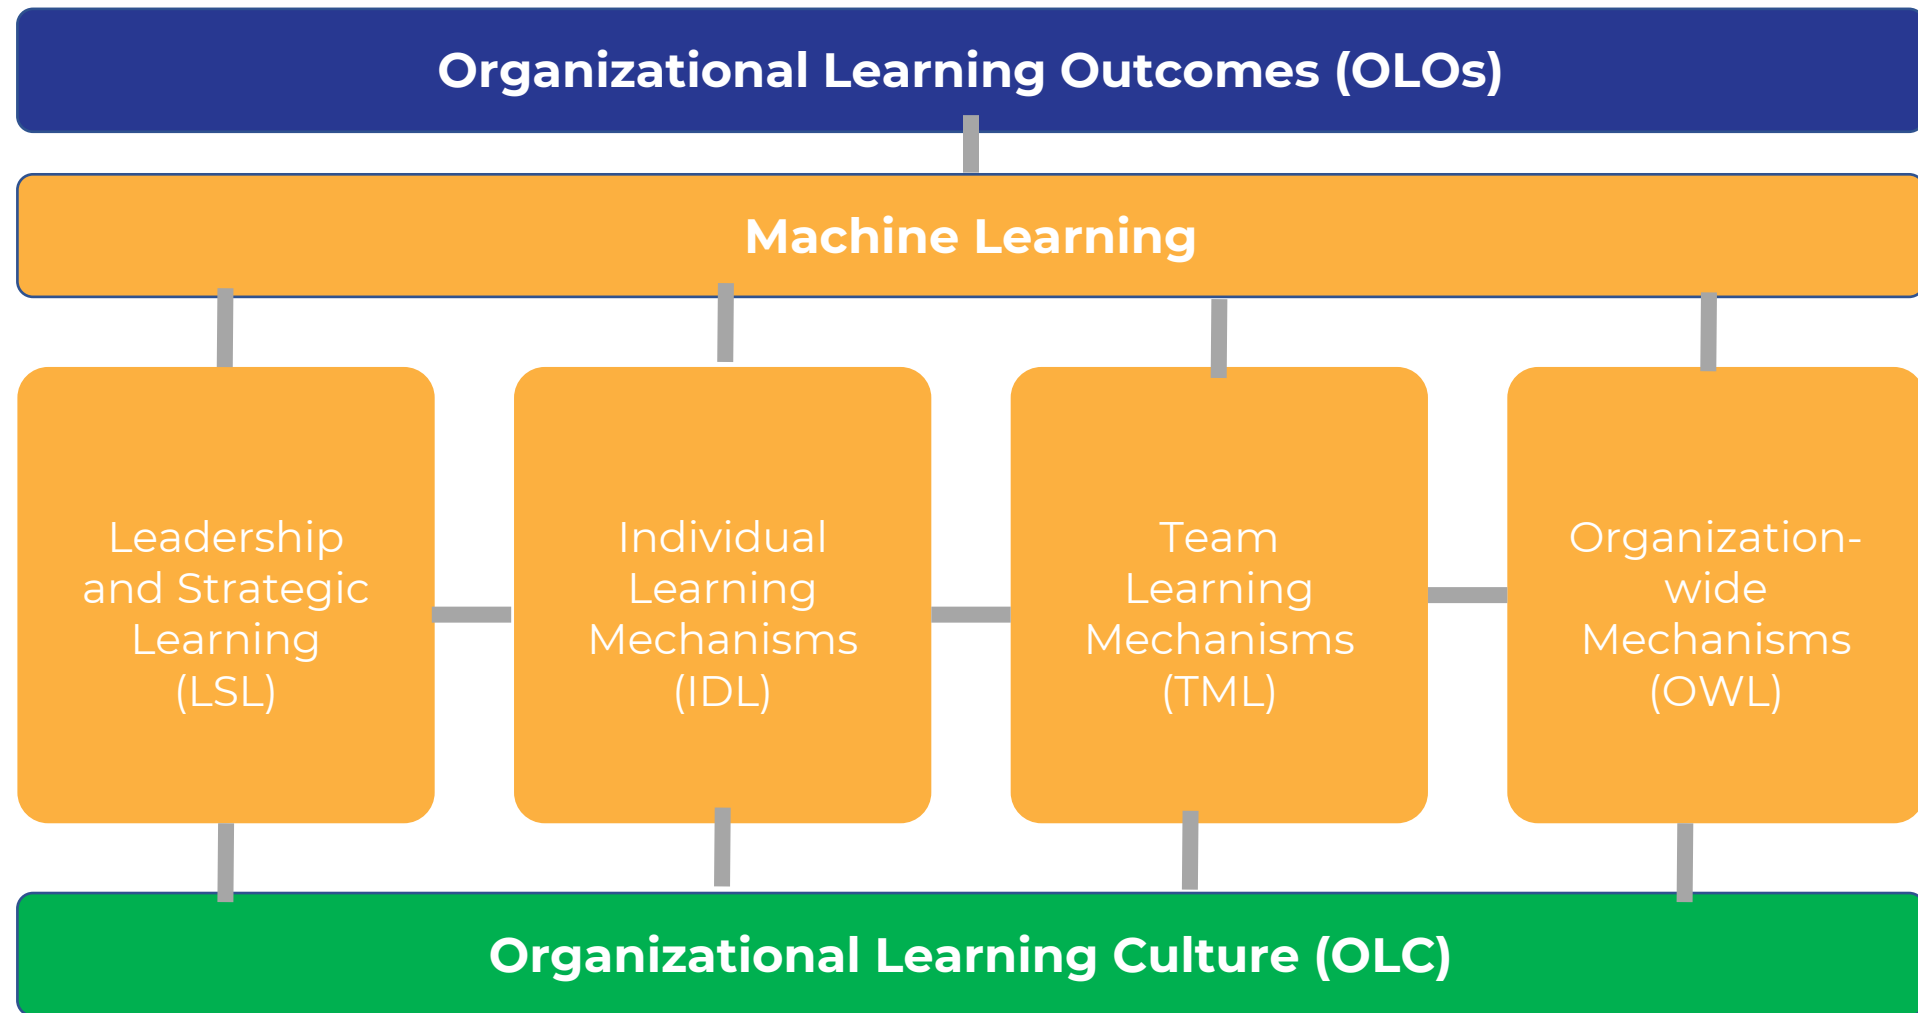 Organizational Learning Outcomes (OLOs)
Machine Learning
Leadership
and Strategic
Learning
(LSL)
Individual
Learning
Mechanisms
(IDL)
Team
Learning
Mechanisms
(TML)
Organization-
wide
Mechanisms
(OWL)
Organizational Learning Culture (OLC)